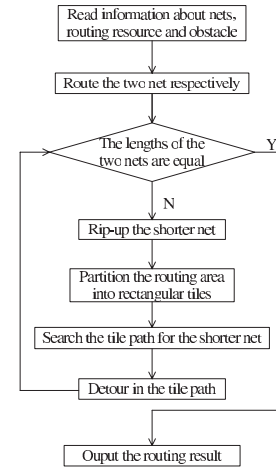 Read information about nets,
routing resource and obstacle
Route the two net respectively
The lengths of the
two nets are equal
Y
N
Rip-up the shorter net
Partition the routing area
into rectangular tiles
Search the tile path for the shorter net
Detour in the tile path
Ouput the routing result